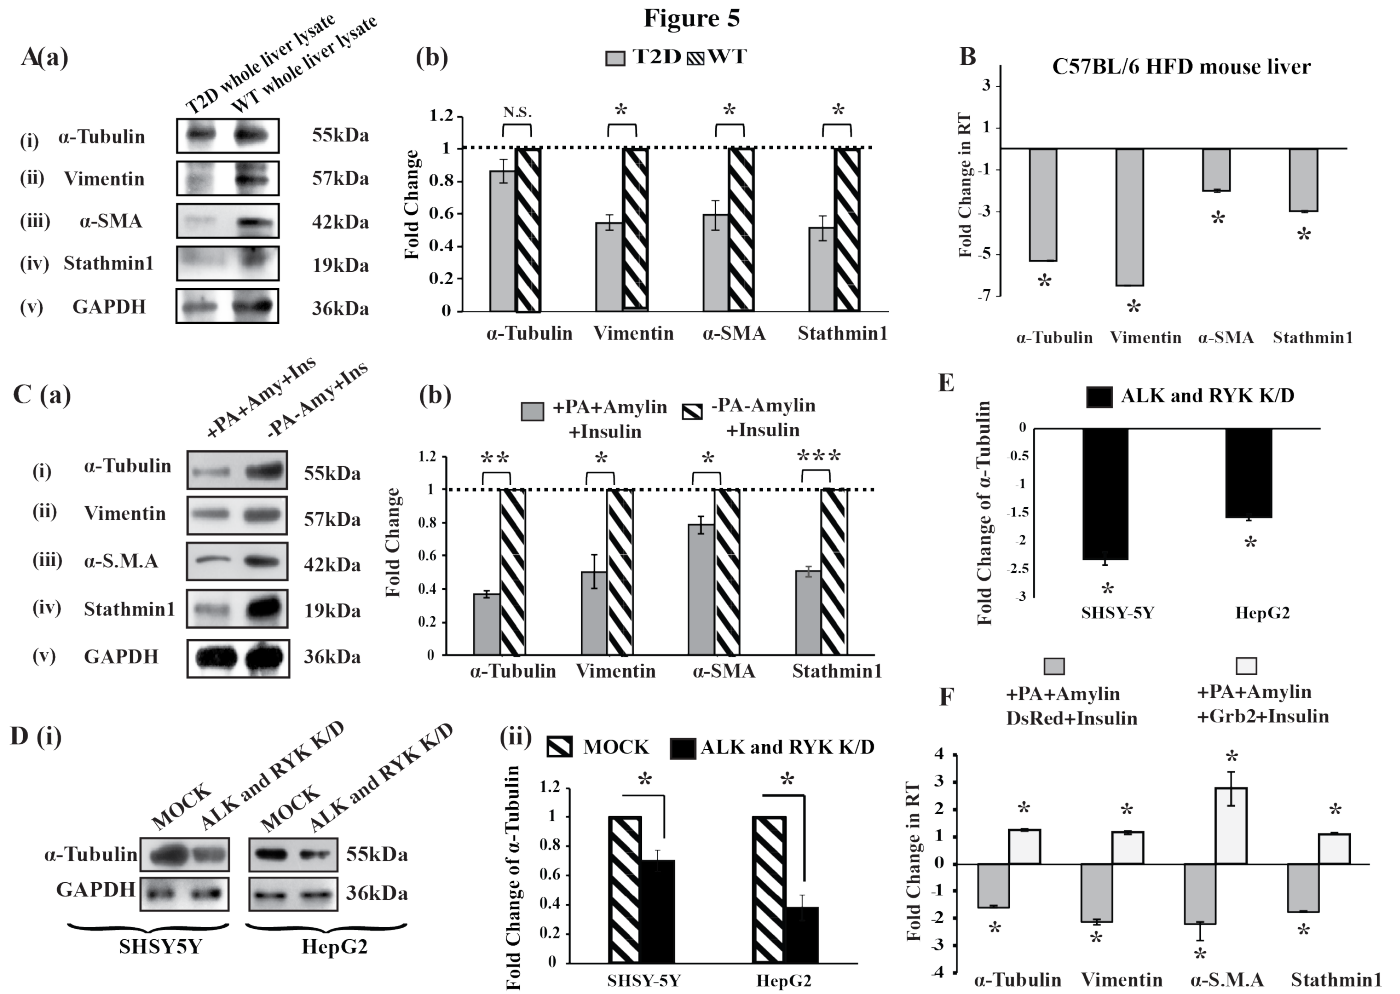 Figure 5
A(a)
T2D whole liver lysate
WT whole liver lysate
(i) α-Tubulin 55kDa
(ii) Vimentin 57kDa
(iii) α-SMA 42kDa
(iv) Stathmin1 19kDa
(v) GAPDH 36kDa
(b)
T2D WT
Fold Change
1.2
1
0.8
0.6
0.4
0.2
0
N.S. * * *
α-Tubulin Vimentin α-SMA Stathmin1
B
C57BL/6 HFD mouse liver
Fold Change in RT
3
1
-1
-3
-5
-7
* * * *
α-Tubulin Vimentin α-SMA Stathmin1
C (a)
+PA+Amy+Ins
-PA-Amy+Ins
(i) α-Tubulin 55kDa
(ii) Vimentin 57kDa
(iii) α-S.M.A 42kDa
(iv) Stathmin1 19kDa
(v) GAPDH 36kDa
(b)
+PA+Amylin
+Insulin
-PA-Amylin
+Insulin
Fold Change
1.2
1
0.8
0.6
0.4
0.2
0
** * * ***
α-Tubulin Vimentin α-SMA Stathmin1
D (i)
MOCK
ALK and RYK K/D
MOCK
ALK and RYK K/D
α-Tubulin 55kDa
GAPDH 36kDa
SHSY5Y HepG2
(ii)
MOCK ALK and RYK K/D
Fold Change of α-Tubulin
1.2
1
0.8
0.6
0.4
0.2
0
* *
SHSY-5Y HepG2
E
ALK and RYK K/D
Fold Change of α-Tubulin
0
0.5
-1
-1.5
-2
-2.5
-3
* *
SHSY-5Y HepG2
F
+PA+Amylin
DsRed+Insulin
+PA+Amylin
+Grb2+Insulin
Fold Change in RT
4
3
2
1
0
-1
-2
-3
-4
* * * *
* * * *
α-Tubulin Vimentin α-S.M.A Stathmin1